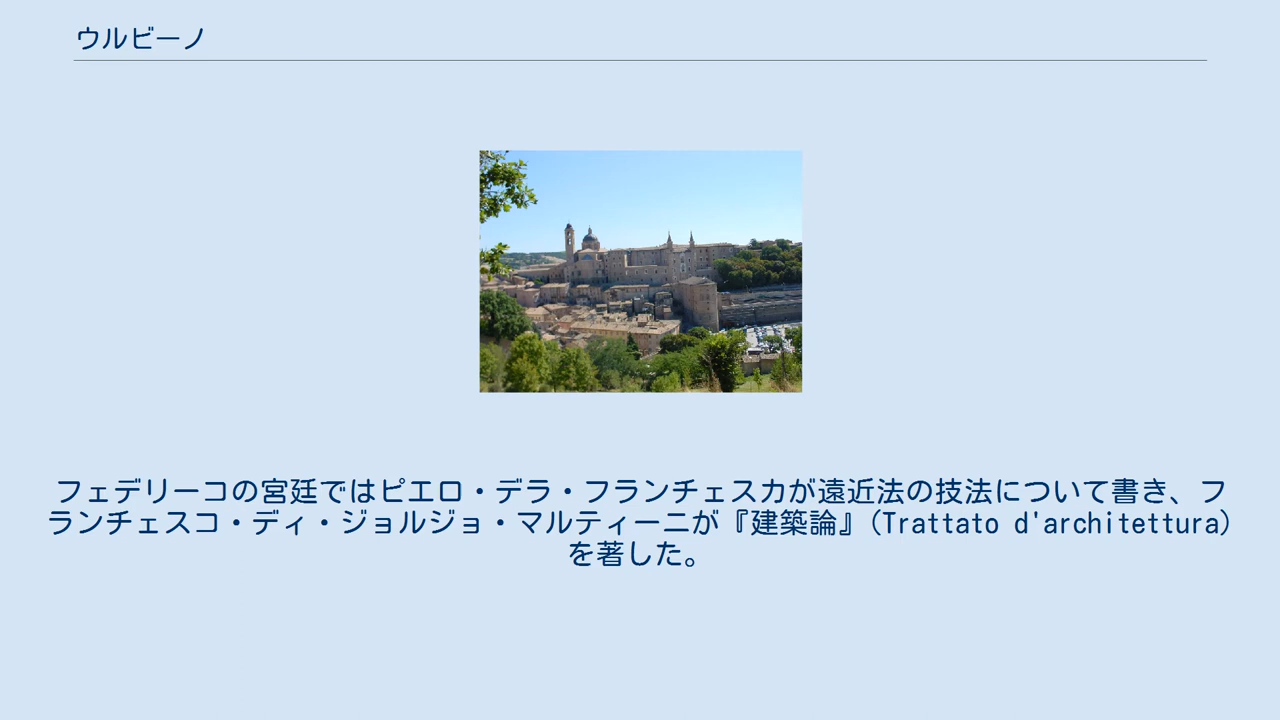 ウルビーノ
フェデリーコの宮廷ではピエロ・デラ・フランチェスカが遠近法の技法について書き、フ
ランチェスコ・ディ・ジョルジョ・マルティーニが『建築論』(Trattato d'architettura)
を著した。